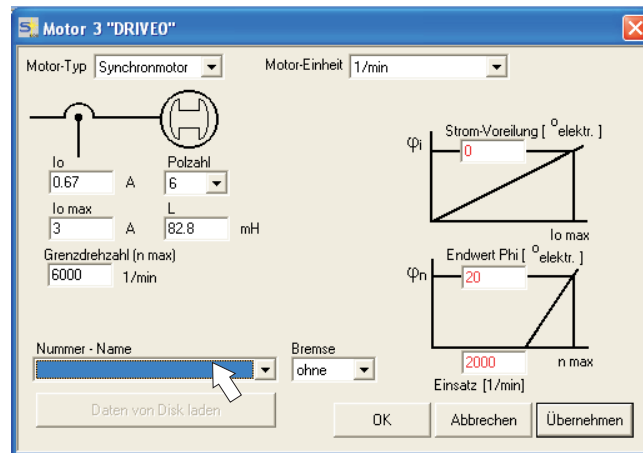 Motor 3 "DRIVE0"
Motor-Typ Synchronmotor Motor-Einheit 1/min
Strom-Voreilung [ °elektr. ]
φi 0
Io Polzahl
0.67 A 6
Io max L
3 A 82.8 mH
Io max
Grenzdrehzahl (n max)
6000 1/min
Endwert Phi [ °elektr. ]
φn 20
Nummer - Name Bremse
ohne
2000 n max
Einsatz [1/min]
Daten von Disk laden
OK Abbrechen Übernehmen